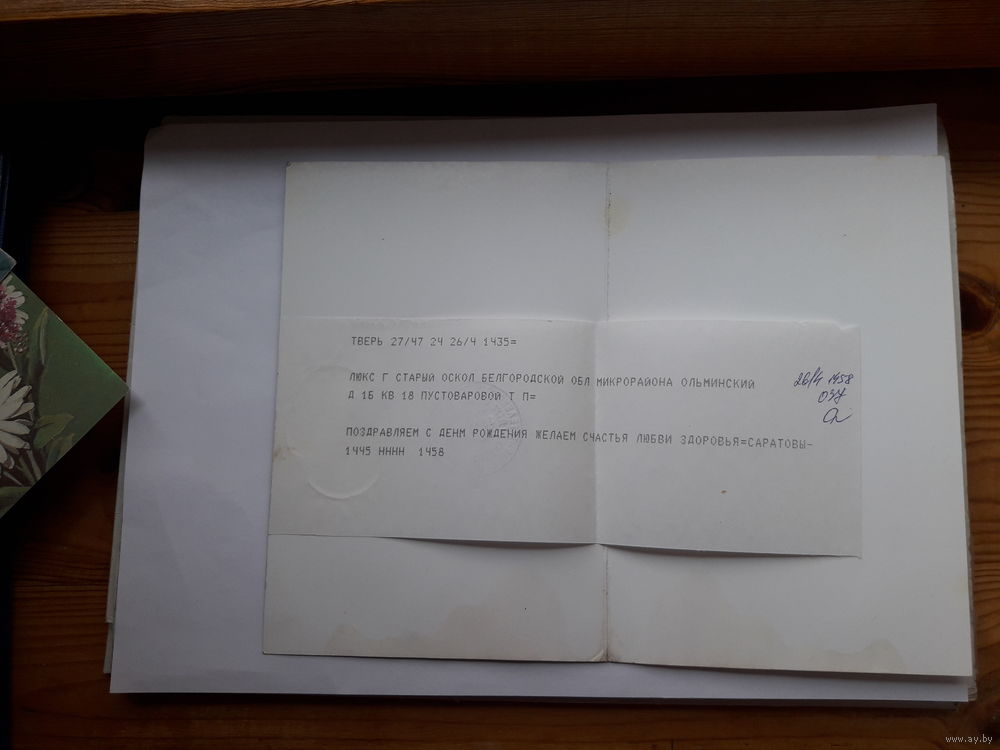 ТВЕРЬ 27/47 24 26/4 1435=
ЛЮКС Г СТАРЫЙ ОСКОЛ БЕЛГОРОДСКОЙ ОБЛ МИКРОРАЙОНА ОЛЬМИНСКИЙ
Д 1Б КВ 18 ПУСТОВАРОВОЙ Т П=
ПОЗДРАВЛЯЕМ С ДЕНМ РОЖДЕНИЯ ЖЕЛАЕМ СЧАСТЬЯ ЛЮБВИ ЗДОРОВЬЯ=САРАТОВЫ-
1445 НННН 1458
26/4 1458
www.ay.by